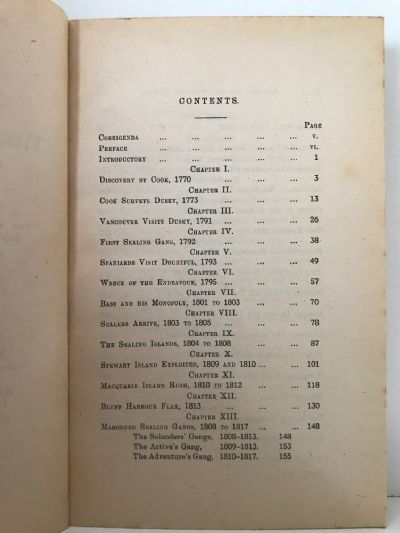 CONTENTS.
PAGE
CORRIGENDA ... ... ... ... ... v.
PREFACE ... ... ... ... ... vi.
INTRODUCTORY ... ... ... ... ... 1
CHAPTER I.
DISCOVERY BY COOK, 1770 ... ... ... ... 3
CHAPTER II.
COOK SURVEYS DUSKY, 1773 ... ... ... ... 13
CHAPTER III.
VANCOUVER VISITS DUSKY, 1791 ... ... ... ... 26
CHAPTER IV.
FIRST SEALING GANG, 1792 ... ... ... ... 38
CHAPTER V.
SPANIARDS VISIT DOUBTFUL, 1793 ... ... ... ... 49
CHAPTER VI.
WRECK OF THE ENDEAVOUR, 1795 ... ... ... ... 57
CHAPTER VII.
BASS AND HIS MONOPOLY, 1801 TO 1803 ... ... ... 70
CHAPTER VIII.
SEALERS ARRIVE, 1803 TO 1805 ... ... ... ... 78
CHAPTER IX.
THE SEALING ISLANDS, 1804 TO 1808 ... ... ... 87
CHAPTER X.
STEWART ISLAND EXPLOITED, 1809 AND 1810 ... ... ... 101
CHAPTER XI.
MACQUARIE ISLAND RUSH, 1810 TO 1812 ... ... ... 118
CHAPTER XII.
BLUFF HARBOUR FLAX, 1813 ... ... ... ... 130
CHAPTER XIII.
MAROONED SEALING GANGS, 1808 TO 1817 ... ... ... 148
The Solanders' Gangs, 1808-1813. 148
The Active's Gang, 1809-1813. 153
The Adventure's Gang, 1810-1817. 155